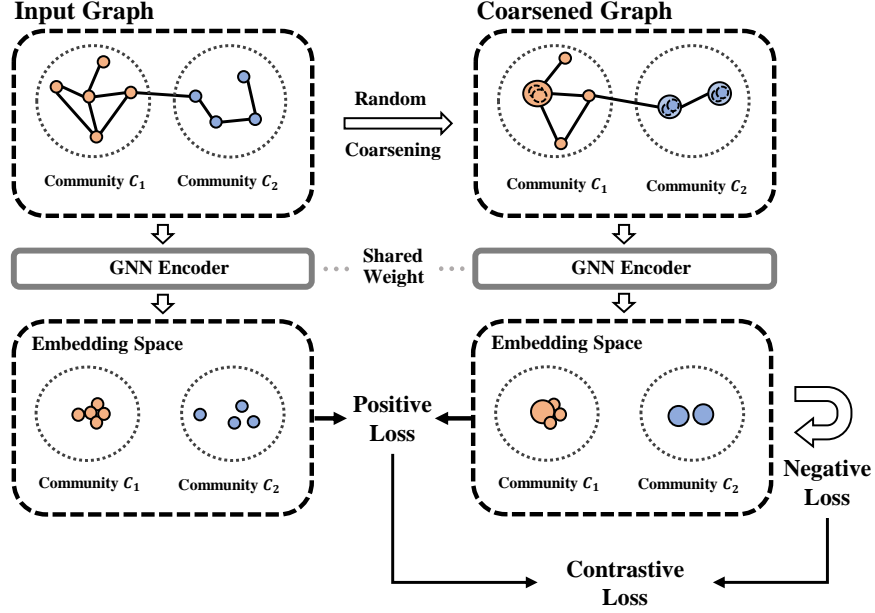 Input Graph
Coarsened Graph
Community C₁
Community C₂
Random
Coarsening
Community C₁
Community C₂
GNN Encoder
Shared
Weight
GNN Encoder
Embedding Space
Community C₁
Community C₂
Positive
Loss
Embedding Space
Community C₁
Community C₂
Negative
Loss
Contrastive
Loss